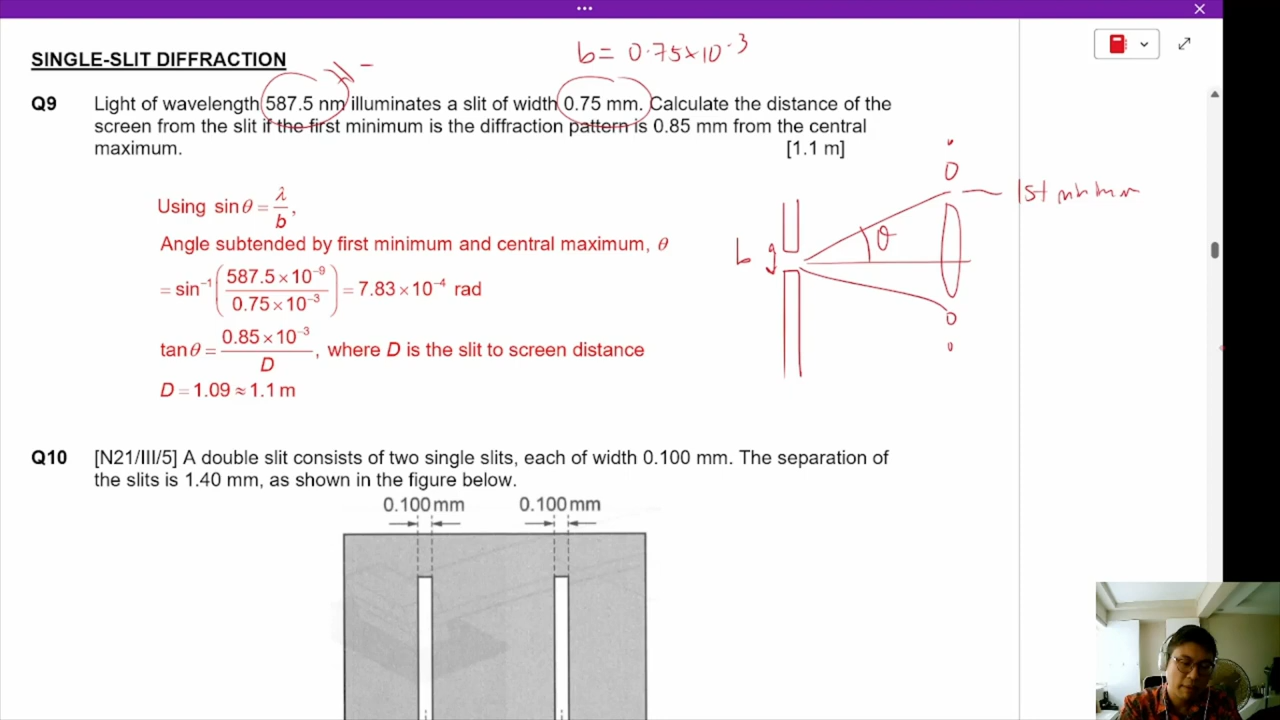 SINGLE-SLIT DIFFRACTION
b = 0.75×10⁻³
Q9 Light of wavelength 587.5 nm illuminates a slit of width 0.75 mm. Calculate the distance of the
screen from the slit if the first minimum is the diffraction pattern is 0.85 mm from the central
maximum. [1.1 m]
1st minimum
Using sin θ = λ/b,
θ
b
Angle subtended by first minimum and central maximum, θ
= sin⁻¹(587.5×10⁻⁹ / 0.75×10⁻³) = 7.83×10⁻⁴ rad
tan θ = 0.85×10⁻³ / D, where D is the slit to screen distance
D = 1.09 ≈ 1.1 m
Q10 [N21/III/5] A double slit consists of two single slits, each of width 0.100 mm. The separation of
the slits is 1.40 mm, as shown in the figure below.
0.100 mm 0.100 mm